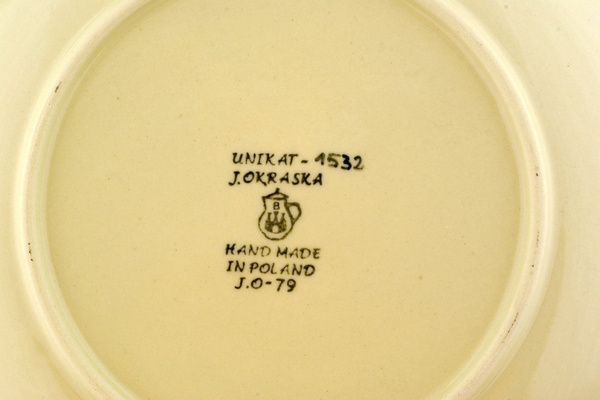 UNIKAT - 1532
J.OKRASKA
B
HAND MADE
IN POLAND
J.O-79